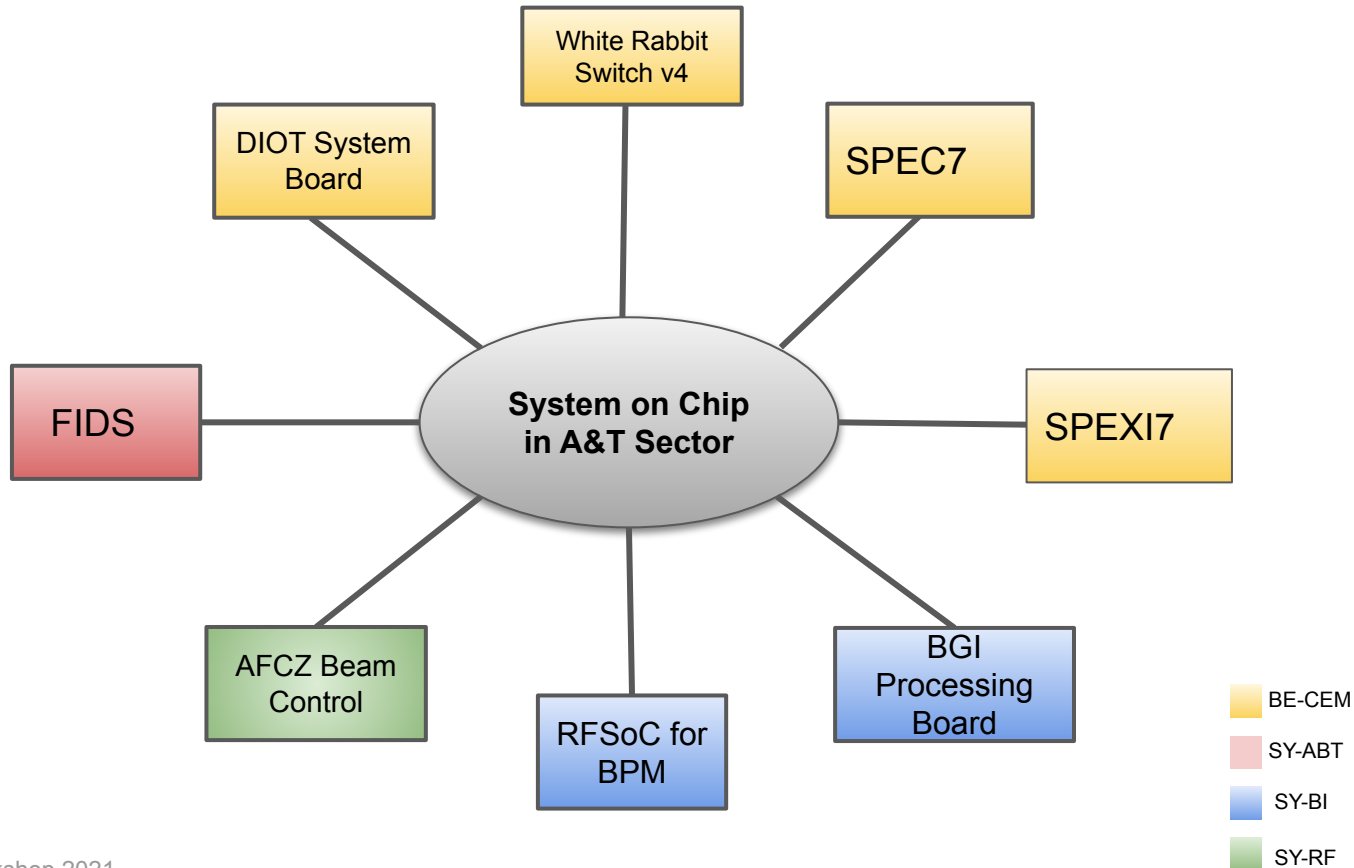 White Rabbit
Switch v4
DIOT System
Board
SPEC7
FIDS
System on Chip
in A&T Sector
SPEXI7
AFCZ Beam
Control
RFSoC for
BPM
BGI
Processing
Board
BE-CEM
SY-ABT
SY-BI
SY-RF
2021